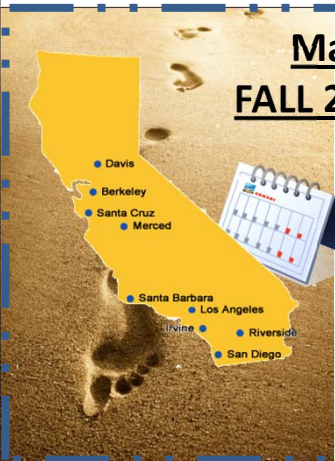 Ma
FALL 2
Davis
Berkeley
Santa Cruz
Merced
Santa Barbara
Los Angeles
Irvine
Riverside
San Diego